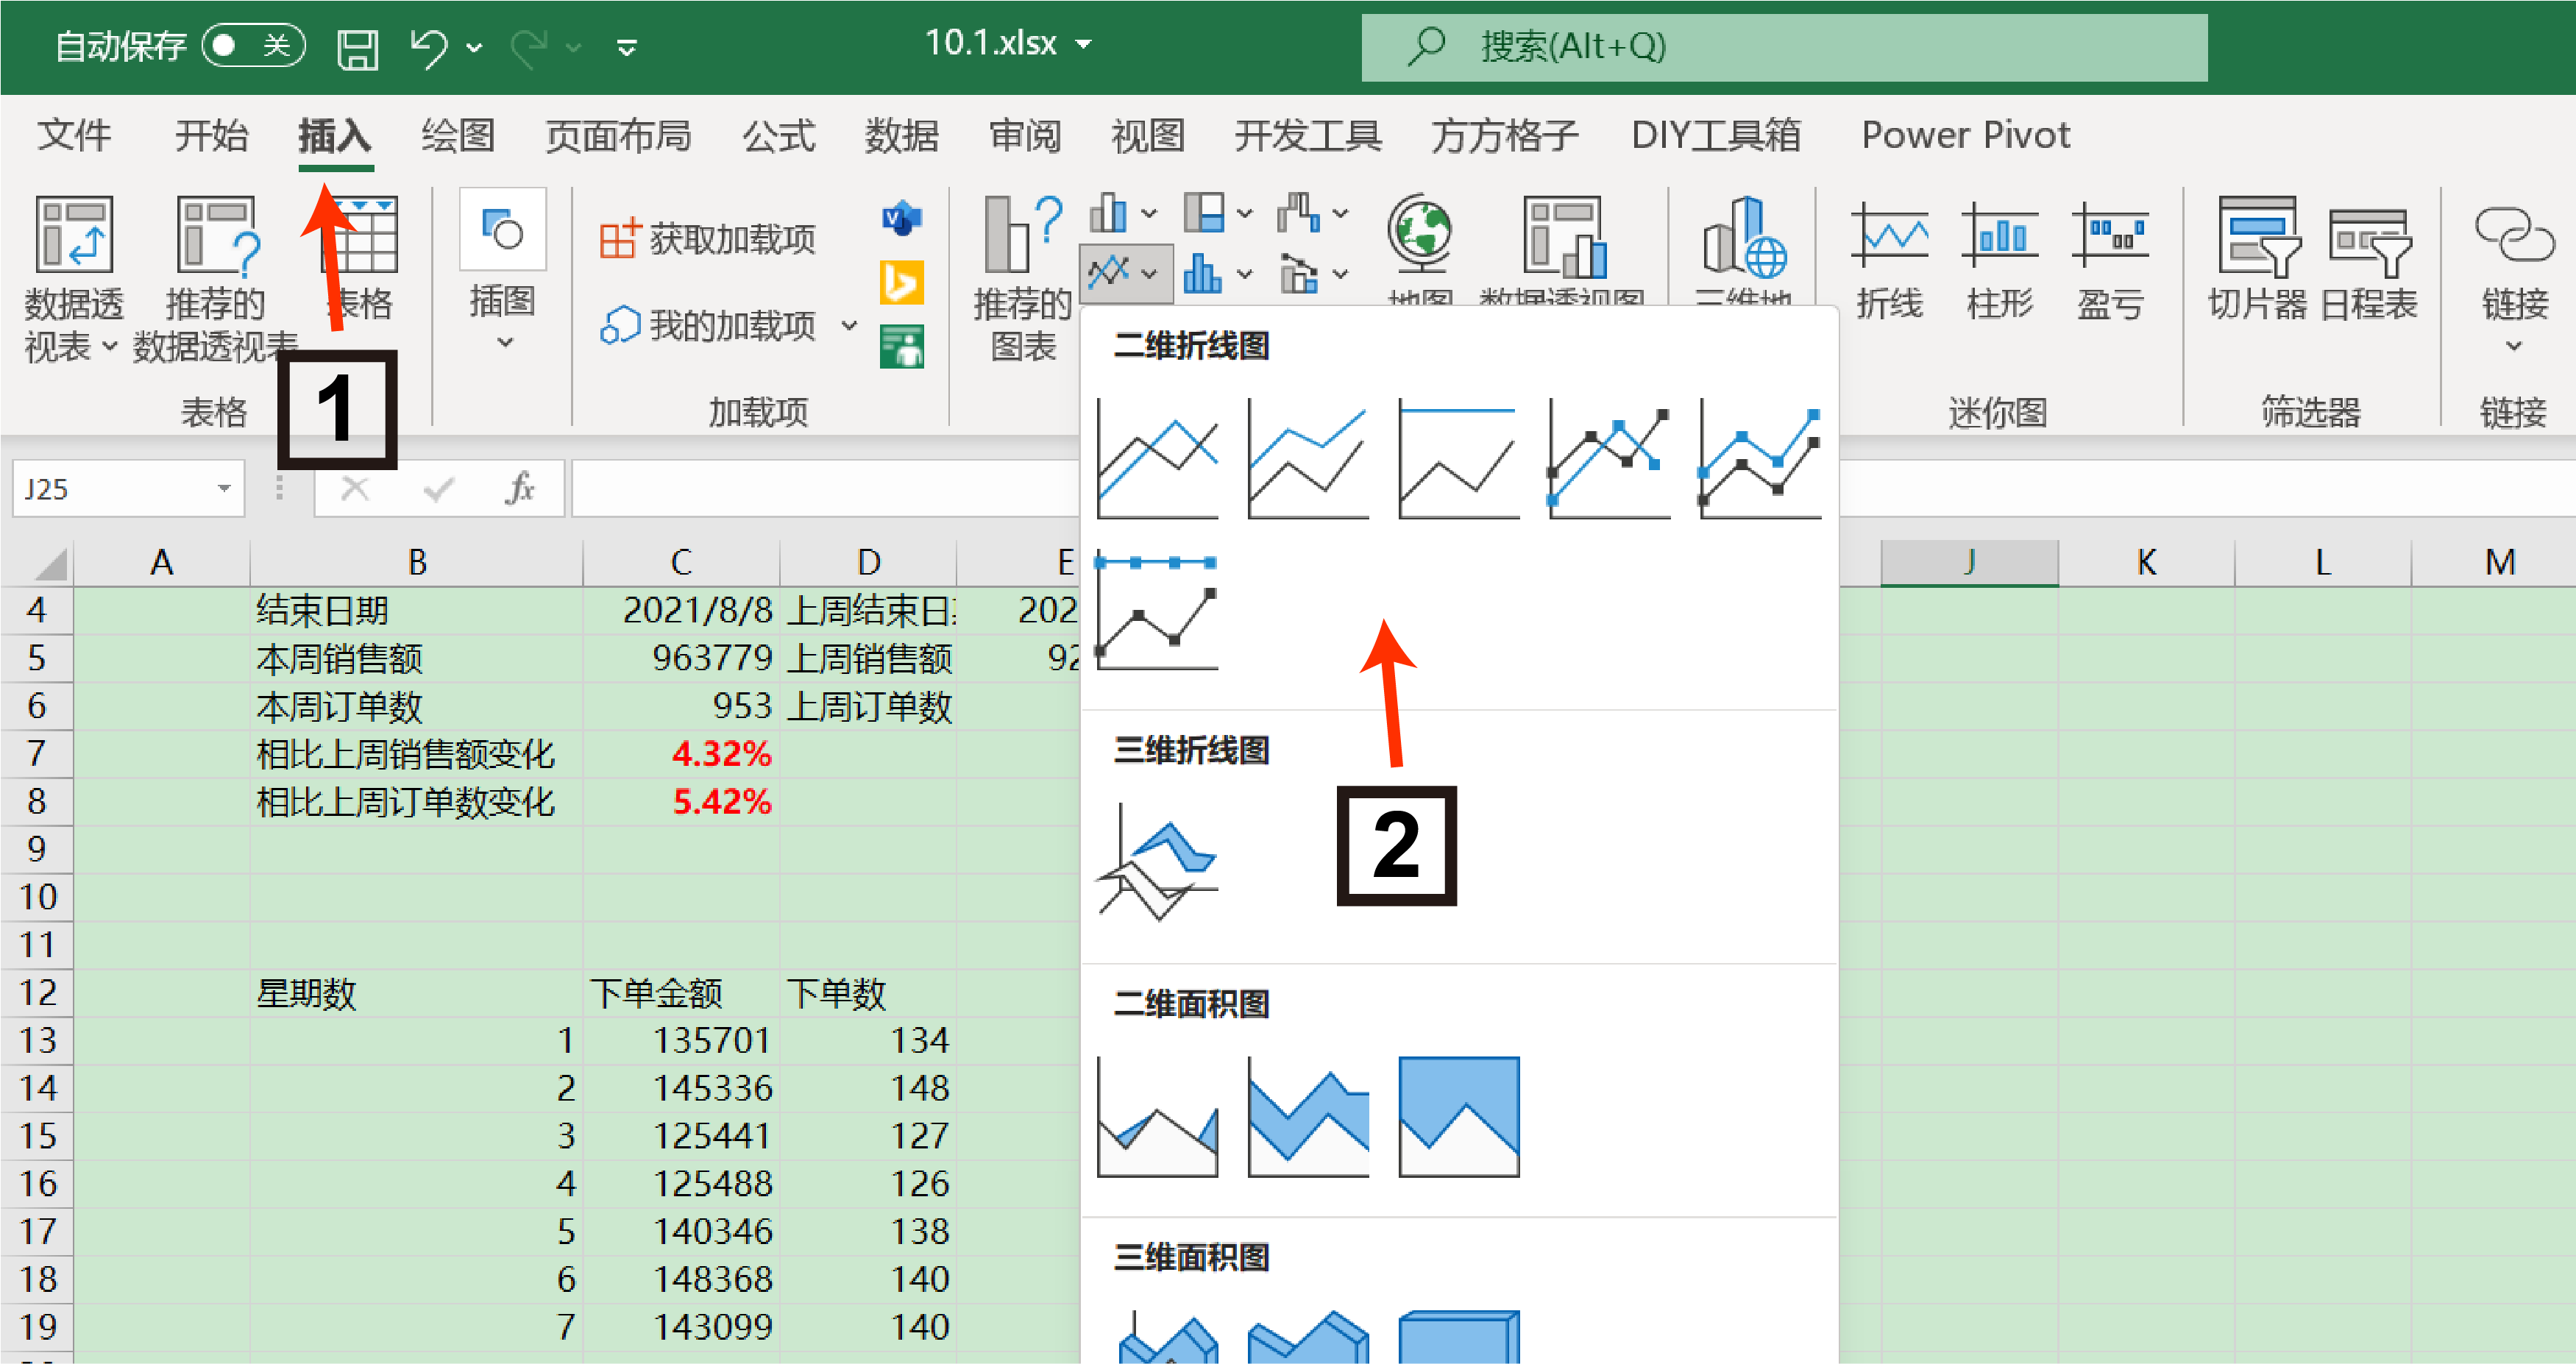 自动保存 关 10.1.xlsx 搜索(Alt+Q)
文件 开始 插入 绘图 页面布局 公式 数据 审阅 视图 开发工具 方方格子 DIY工具箱 Power Pivot
数据透视表 推荐的数据透视表 表格 插图 获取加载项 我的加载项 推荐的图表 地图 数据透视图 三维地 折线 柱形 盈亏 切片器 日程表 链接
表格 加载项 迷你图 筛选器 链接
1
J25 fx
二维折线图
2
三维折线图
二维面积图
三维面积图
A B C D E J K L M
4 结束日期 2021/8/8 上周结束日 202
5 本周销售额 963779 上周销售额 92
6 本周订单数 953 上周订单数
7 相比上周销售额变化 4.32%
8 相比上周订单数变化 5.42%
9
10
11
12 星期数 下单金额 下单数
13 1 135701 134
14 2 145336 148
15 3 125441 127
16 4 125488 126
17 5 140346 138
18 6 148368 140
19 7 143099 140